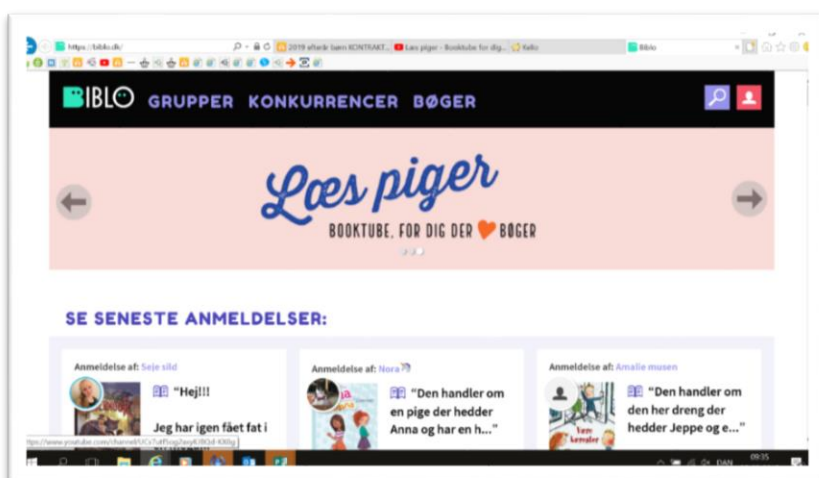 https://biblo.dk/
2019 efterår børn KONTRAKT...
Læs piger - Booktube for dig...
Kello
Biblo
BIBLO
GRUPPER KONKURRENCER BØGER
Læs piger
BOOKTUBE, FOR DIG DER BØGER
SE SENESTE ANMELDELSER:
Anmeldelse af: Seje sild
"Hej!!!
Jeg har igen fået fat i
Anmeldelse af: Nora
"Den handler om
en pige der hedder
Anna og har en h..."
Anmeldelse af: Amalie musen
"Den handler om
den her dreng der
hedder Jeppe og e..."
DAN
09:35